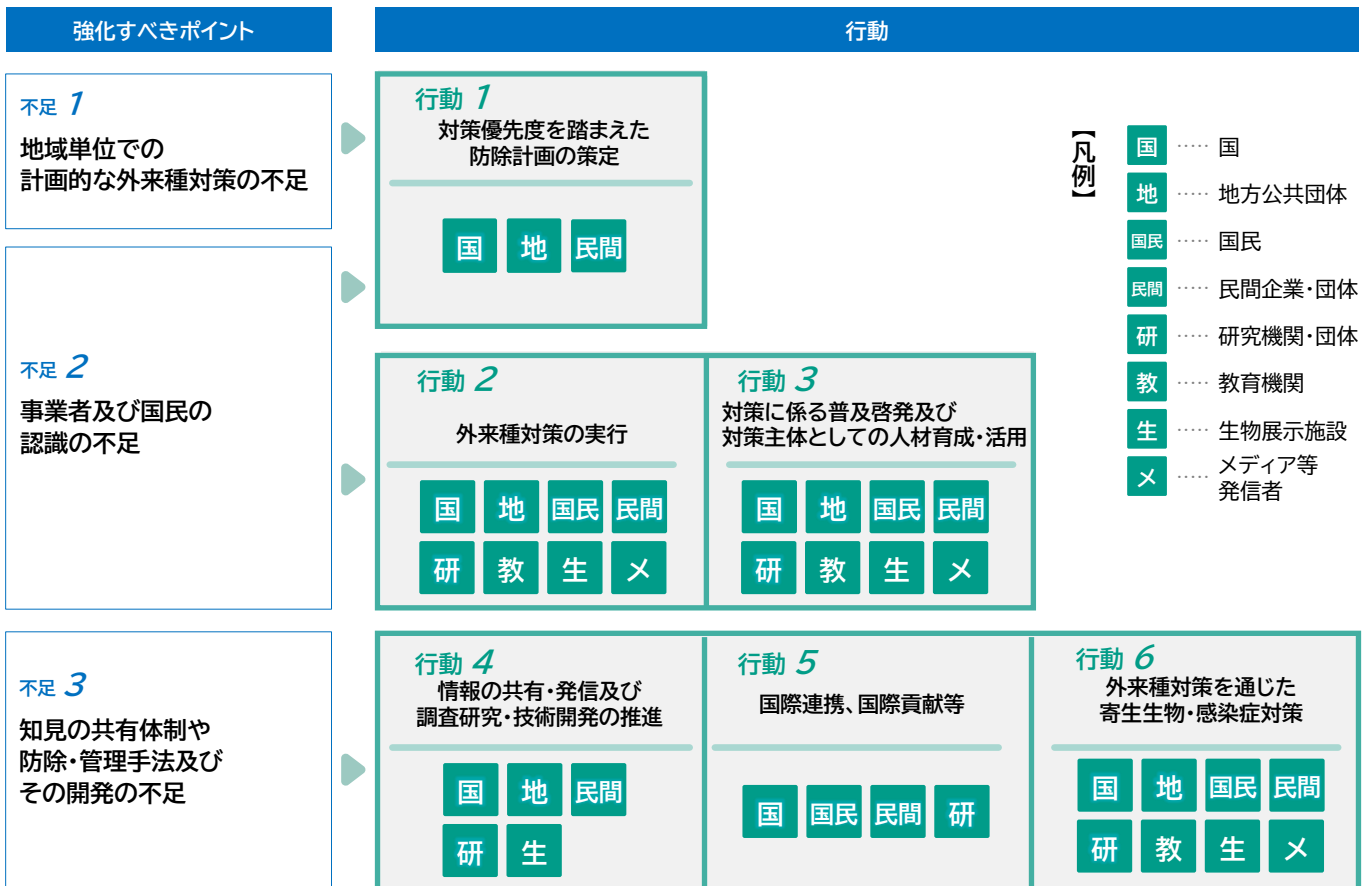 強化すべきポイント
行動
不足 1
地域単位での
計画的な外来種対策の不足
行動 1
対策優先度を踏まえた
防除計画の策定
国 地 民間
【凡例】
国 ····· 国
地 ····· 地方公共団体
国民 ····· 国民
民間 ····· 民間企業・団体
研 ····· 研究機関・団体
教 ····· 教育機関
生 ····· 生物展示施設
メ ····· メディア等
発信者
不足 2
事業者及び国民の
認識の不足
行動 2
外来種対策の実行
国 地 国民 民間
研 教 生 メ
行動 3
対策に係る普及啓発及び
対策主体としての人材育成・活用
国 地 国民 民間
研 教 生 メ
不足 3
知見の共有体制や
防除・管理手法及び
その開発の不足
行動 4
情報の共有・発信及び
調査研究・技術開発の推進
国 地 民間
研 生
行動 5
国際連携、国際貢献等
国 国民 民間 研
行動 6
外来種対策を通じた
寄生生物・感染症対策
国 地 国民 民間
研 教 生 メ